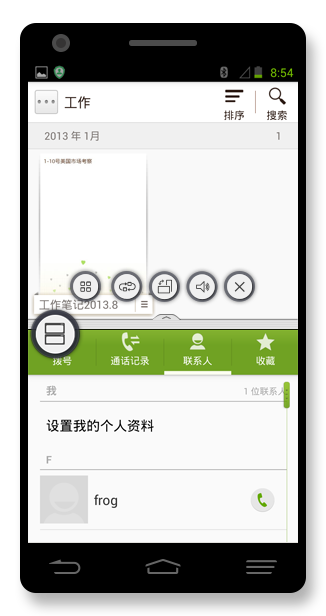 8:54
工作
排序
搜索
2013 年 1月
1
1-10号美国市场考察
工作笔记2013.8
拨号
通话记录
联系人
收藏
我
1 位联系人
设置我的个人资料
F
frog